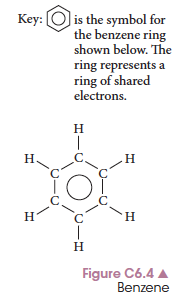 Key: is the symbol for
the benzene ring
shown below. The
ring represents a
ring of shared
electrons.
H
H C H
C C
C C
H C H
H
Figure C6.4 ▲
Benzene